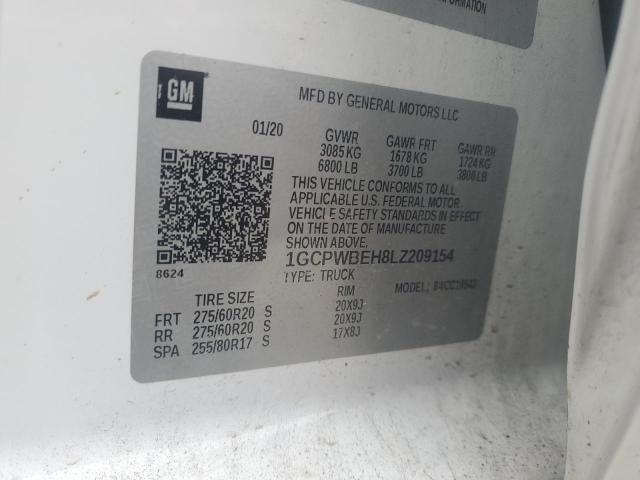 INFORMATION
GM
MFD BY GENERAL MOTORS LLC
01/20 GVWR GAWR FRT GAWR RR
3085 KG 1678 KG 1724 KG
6800 LB 3700 LB 3800 LB
THIS VEHICLE CONFORMS TO ALL
APPLICABLE U.S. FEDERAL MOTOR
VEHICLE SAFETY STANDARDS IN EFFECT
ON THE DATE OF MANUFACTURE
SHOWN ABOVE.
8624 1GCPWBEH8LZ209154
TYPE: TRUCK MODEL:
TIRE SIZE RIM
FRT 275/60R20 S 20X9J
RR 275/60R20 S 20X9J
SPA 255/80R17 S 17X8J